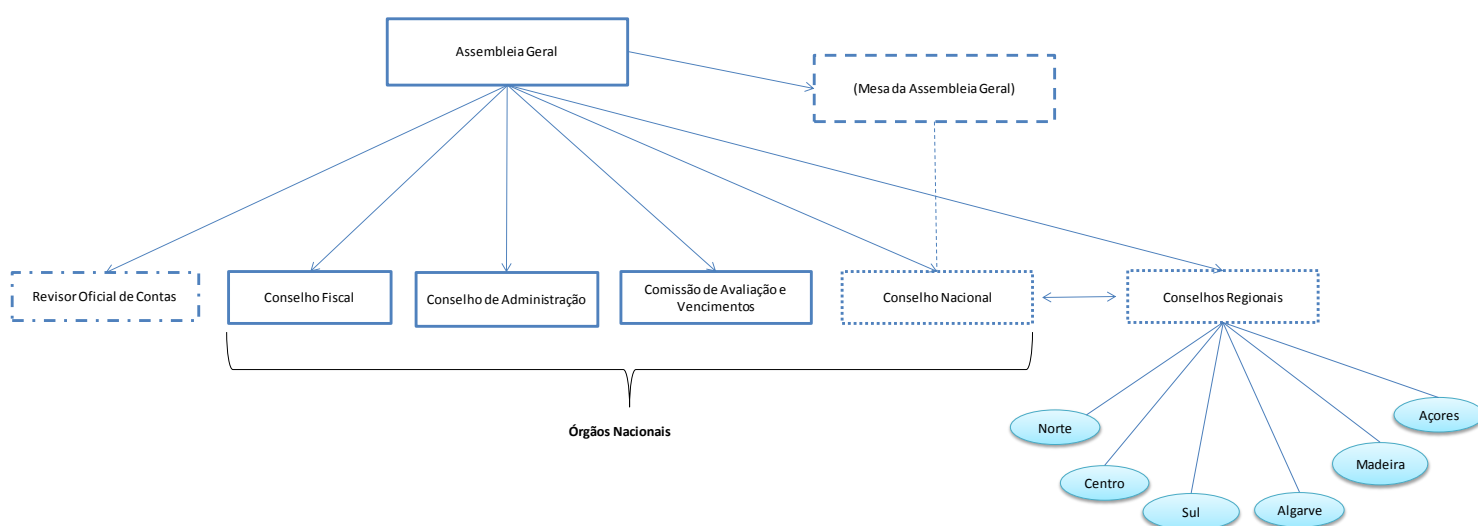 Assembleia Geral
(Mesa da Assembleia Geral)
Revisor Oficial de Contas
Conselho Fiscal
Conselho de Administração
Comissão de Avaliação e
Vencimentos
Conselho Nacional
Conselhos Regionais
Órgãos Nacionais
Norte
Centro
Sul
Algarve
Madeira
Açores